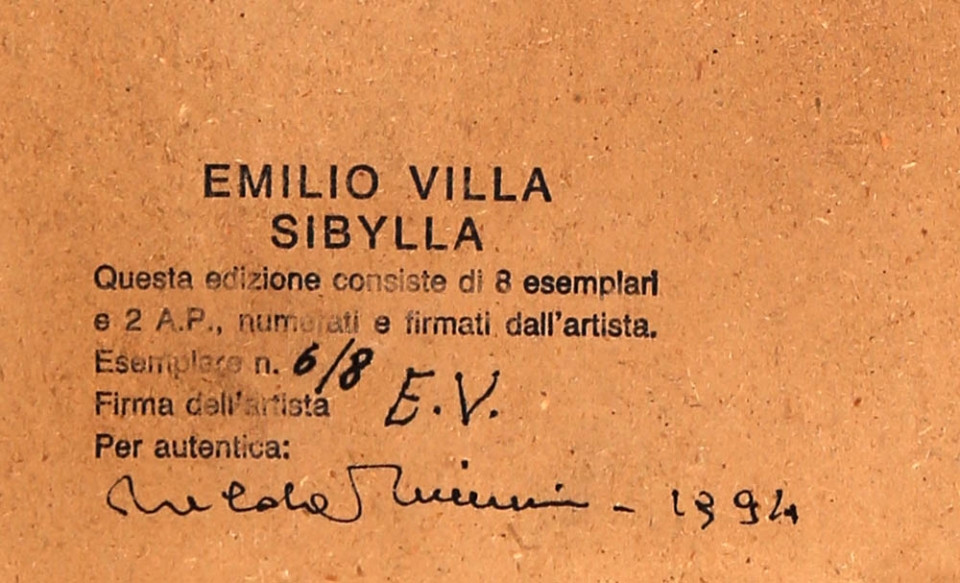 EMILIO VILLA
SIBYLLA
Questa edizione consiste di 8 esemplari
e 2 A.P., numerati e firmati dall'artista.
Esemplare n. 6/8
Firma dell'artista E.V.
Per autentica:
- 1994